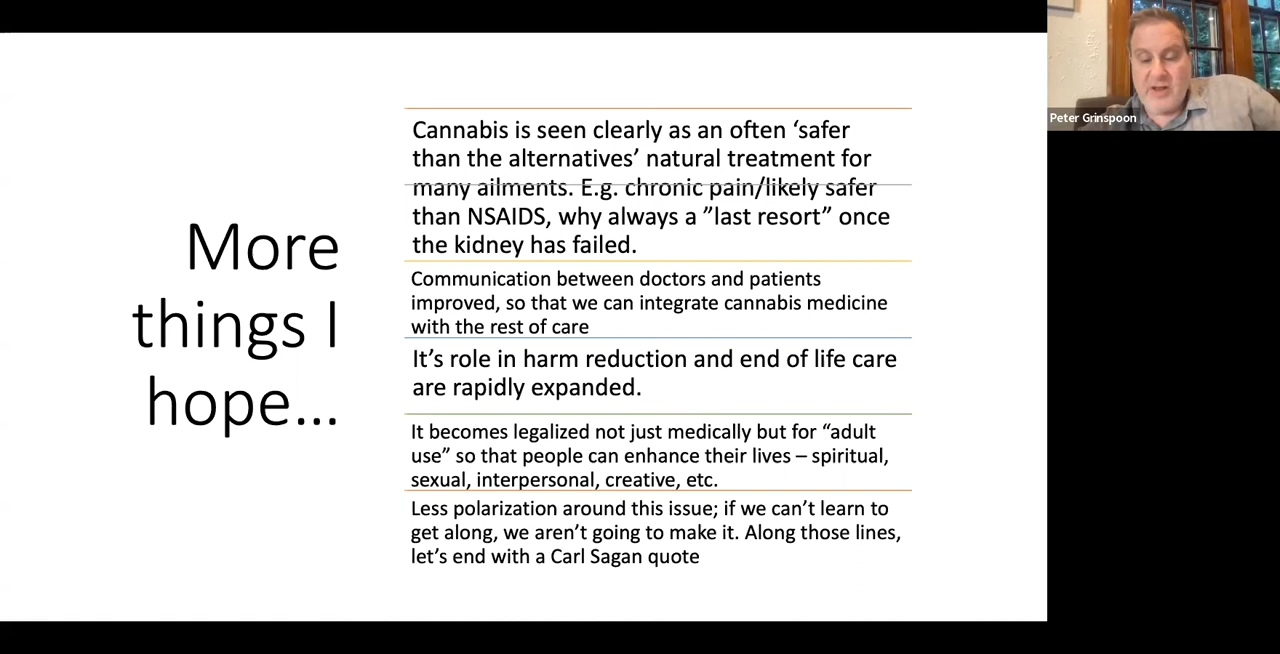 More
things I
hope...
Cannabis is seen clearly as an often ‘safer
than the alternatives’ natural treatment for
many ailments. E.g. chronic pain/likely safer
than NSAIDS, why always a ”last resort” once
the kidney has failed.
Communication between doctors and patients
improved, so that we can integrate cannabis medicine
with the rest of care
It’s role in harm reduction and end of life care
are rapidly expanded.
It becomes legalized not just medically but for “adult
use” so that people can enhance their lives – spiritual,
sexual, interpersonal, creative, etc.
Less polarization around this issue; if we can’t learn to
get along, we aren’t going to make it. Along those lines,
let’s end with a Carl Sagan quote
Peter Grinspoon